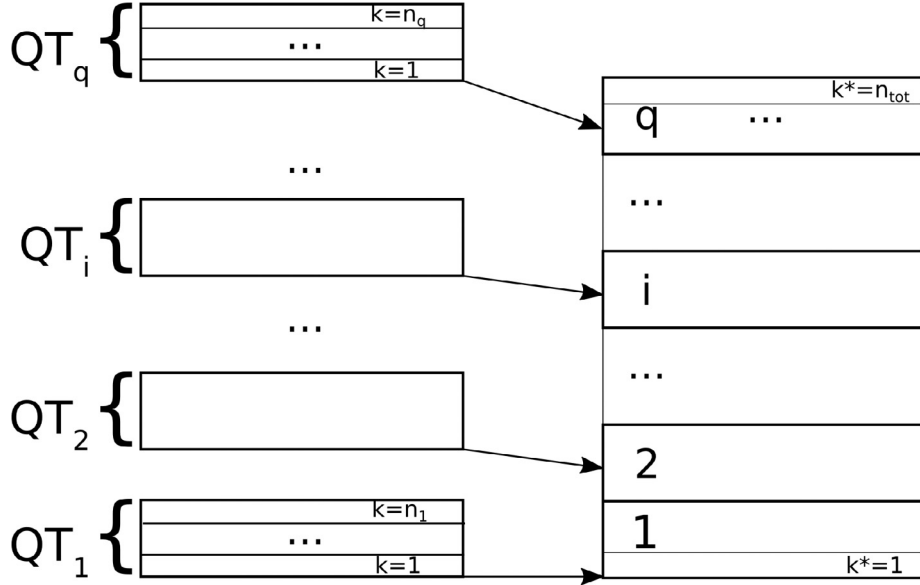 QT_q { k=n_q
...
k=1
k*=n_tot
q ...
...
...
QT_i {
i
...
...
QT_2 {
2
QT_1 { k=n_1
...
k=1
1
k*=1